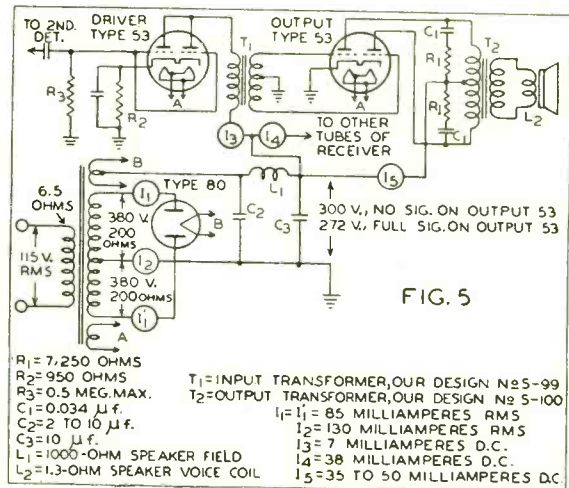 DRIVER
TYPE 53
OUTPUT
TYPE 53
TO 2ND.
DET.
R3
R2
A
T1
A
C1
R1
R1
C1
T2
L2
I3
I4
TO OTHER
TUBES OF
RECEIVER
B
I1
TYPE 80
L1
I5
6.5
OHMS
115 V.
RMS
380 V.
200
OHMS
I2
380 V.
200 OHMS
I'1
B
C2
C3
300 V., NO SIG. ON OUTPUT 53
272 V., FULL SIG. ON OUTPUT 53
A
FIG. 5
R1=7,250 OHMS
R2=950 OHMS
R3=0.5 MEG. MAX.
C1=0.034 μf.
C2=2 TO 10 μf.
C3=10 μf.
L1=1000-OHM SPEAKER FIELD
L2=1.3-OHM SPEAKER VOICE COIL
T1=INPUT TRANSFORMER, OUR DESIGN No S-99
T2=OUTPUT TRANSFORMER, OUR DESIGN No S-100
I1=I'1= 85 MILLIAMPERES RMS
I2=130 MILLIAMPERES RMS
I3=7 MILLIAMPERES D.C.
I4=38 MILLIAMPERES D.C.
I5=35 TO 50 MILLIAMPERES D.C.